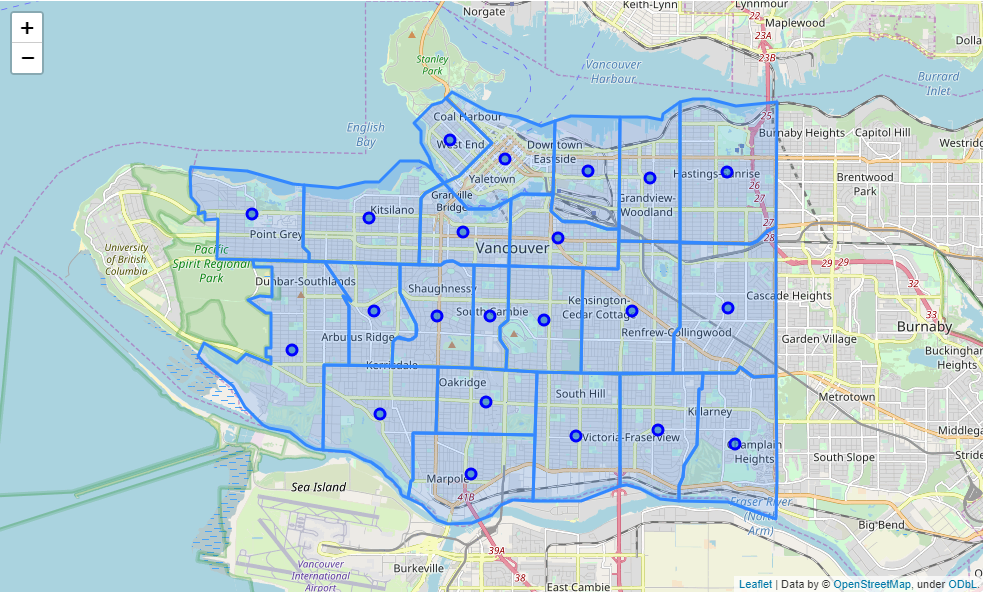 +
−
Norgate
Keith-Lynn
Lynnmour
Maplewood
22
23A
23B
Dolla
Stanley
Park
Vancouver
Harbour
Burrard
Inlet
English
Bay
Coal Harbour
West End
Downtown
Eastside
Yaletown
Granville
Bridge
Kitsilano
Point Grey
Vancouver
Grandview-
Woodland
Hastings-Sunrise
25
26
27
27
28
Burnaby Heights
Capitol Hill
Westridg
Brentwood
Park
29
29
32
33
University
of British
Columbia
Pacific
Spirit Regional
Park
Dunbar-Southlands
Shaughnessy
South Cambie
Kensington-
Cedar Cottage
Renfrew-Collingwood
Arbutus Ridge
Kerrisdale
Cascade Heights
Garden Village
Burnaby
Buckingham
Heights
Oakridge
South Hill
Killarney
Metrotown
Victoria-Fraserview
Champlain
Heights
Middlega
South Slope
Stride
Marpole
41B
Sea Island
Fraser River
(North
Arm)
Big Bend
39A
38
Vancouver
International
Airport
Burkeville
East Cambie
Leaflet | Data by © OpenStreetMap, under ODbL.